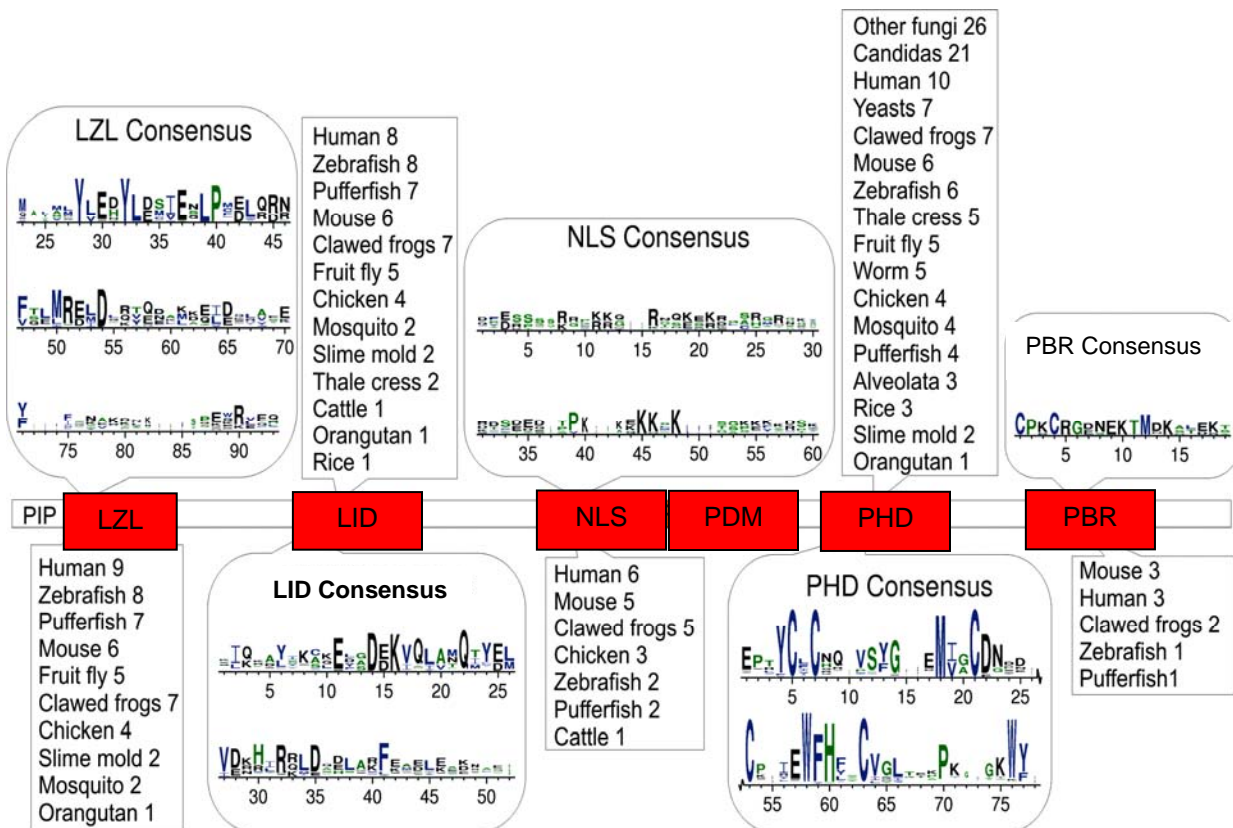 Other fungi 26
Candidas 21
Human 10
Yeasts 7
Clawed frogs 7
Mouse 6
Zebrafish 6
Thale cress 5
Fruit fly 5
Worm 5
Chicken 4
Mosquito 4
Pufferfish 4
Alveolata 3
Rice 3
Slime mold 2
Orangutan 1
LZL Consensus
25 30 35 40 45
50 55 60 65 70
75 80 85 90
Human 8
Zebrafish 8
Pufferfish 7
Mouse 6
Clawed frogs 7
Fruit fly 5
Chicken 4
Mosquito 2
Slime mold 2
Thale cress 2
Cattle 1
Orangutan 1
Rice 1
NLS Consensus
5 10 15 20 25 30
35 40 45 50 55 60
PBR Consensus
5 10 15
PIP LZL LID NLS PDM PHD PBR
Human 9
Zebrafish 8
Pufferfish 7
Mouse 6
Fruit fly 5
Clawed frogs 7
Chicken 4
Slime mold 2
Mosquito 2
Orangutan 1
LID Consensus
5 10 15 20 25
30 35 40 45 50
Human 6
Mouse 5
Clawed frogs 5
Chicken 3
Zebrafish 2
Pufferfish 2
Cattle 1
PHD Consensus
5 10 15 20 25
55 60 65 70 75
Mouse 3
Human 3
Clawed frogs 2
Zebrafish 1
Pufferfish1